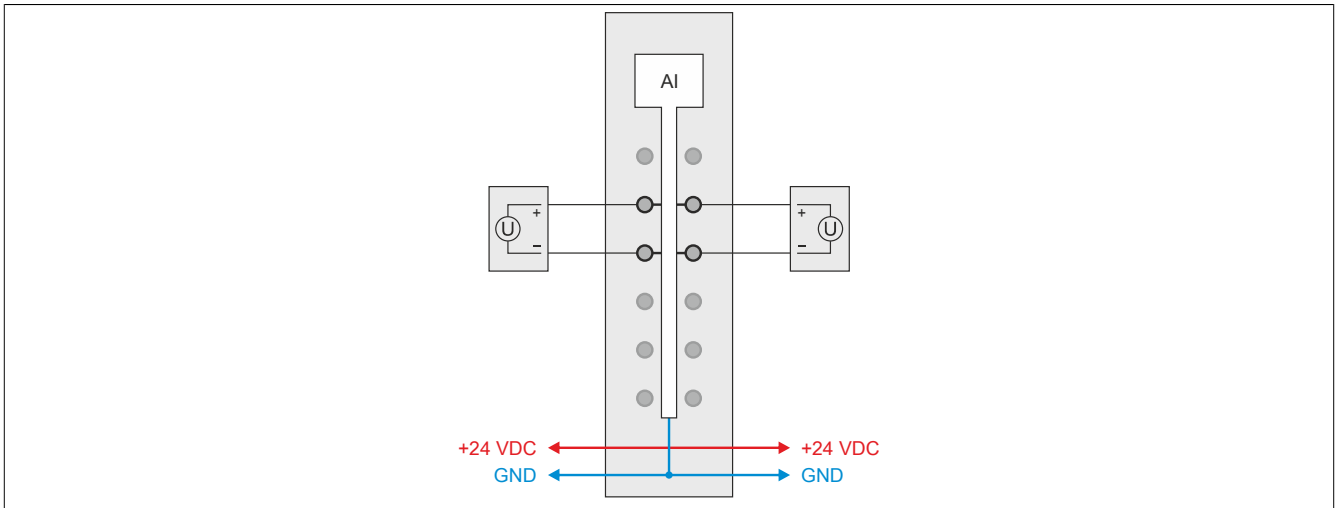 AI
+ +
U U
− −
+24 VDC +24 VDC
GND GND